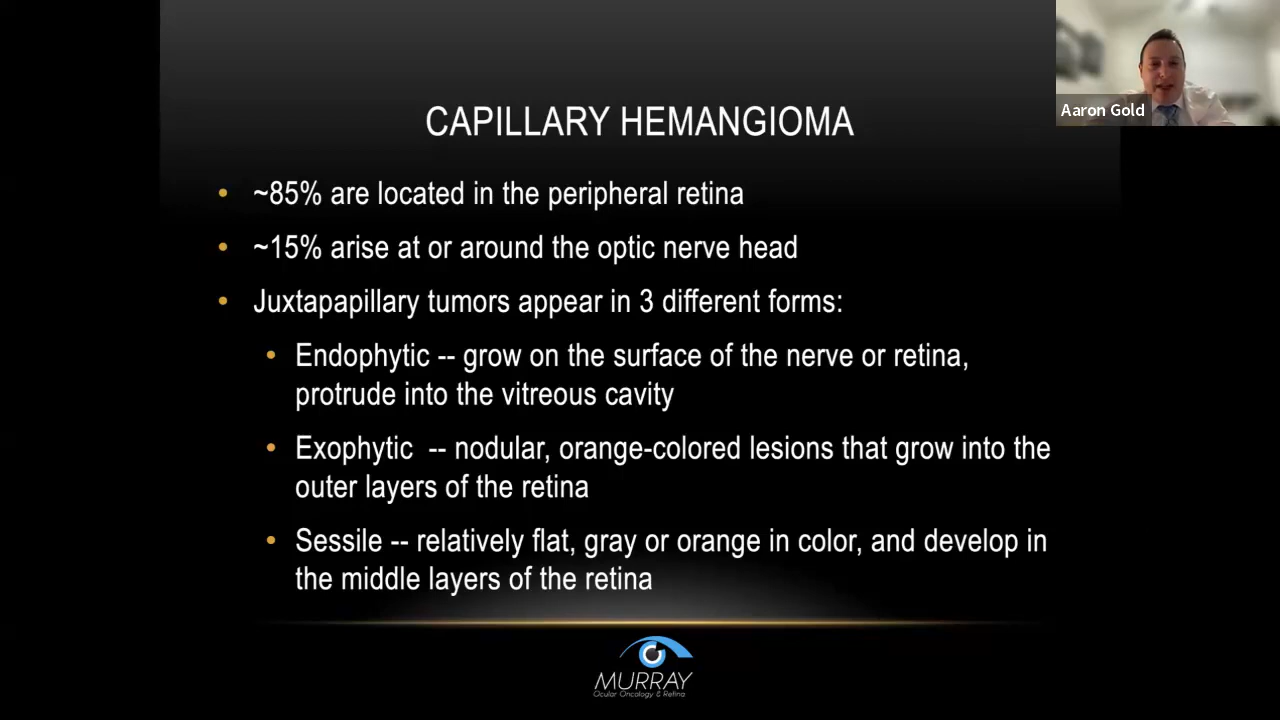 CAPILLARY HEMANGIOMA
Aaron Gold
• ~85% are located in the peripheral retina
• ~15% arise at or around the optic nerve head
• Juxtapapillary tumors appear in 3 different forms:
• Endophytic -- grow on the surface of the nerve or retina,
protrude into the vitreous cavity
• Exophytic -- nodular, orange-colored lesions that grow into the
outer layers of the retina
• Sessile -- relatively flat, gray or orange in color, and develop in
the middle layers of the retina
MURRAY
Ocular Oncology & Retina